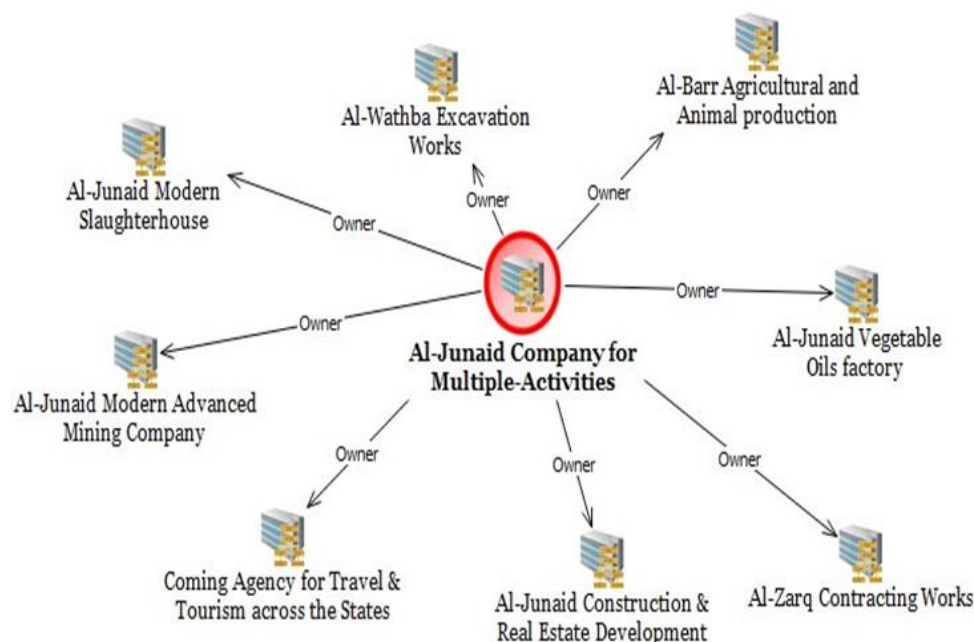 Al-Barr Agricultural and
Animal production
Al-Wathba Excavation
Works
Al-Junaid Modern
Slaughterhouse
Owner
Owner
Owner
Owner
Al-Junaid Vegetable
Oils factory
Owner
Al-Junaid Company for
Multiple-Activities
Al-Junaid Modern Advanced
Mining Company
Owner
Owner
Owner
Coming Agency for Travel &
Tourism across the States
Al-Junaid Construction &
Real Estate Development
Al-Zarq Contracting Works